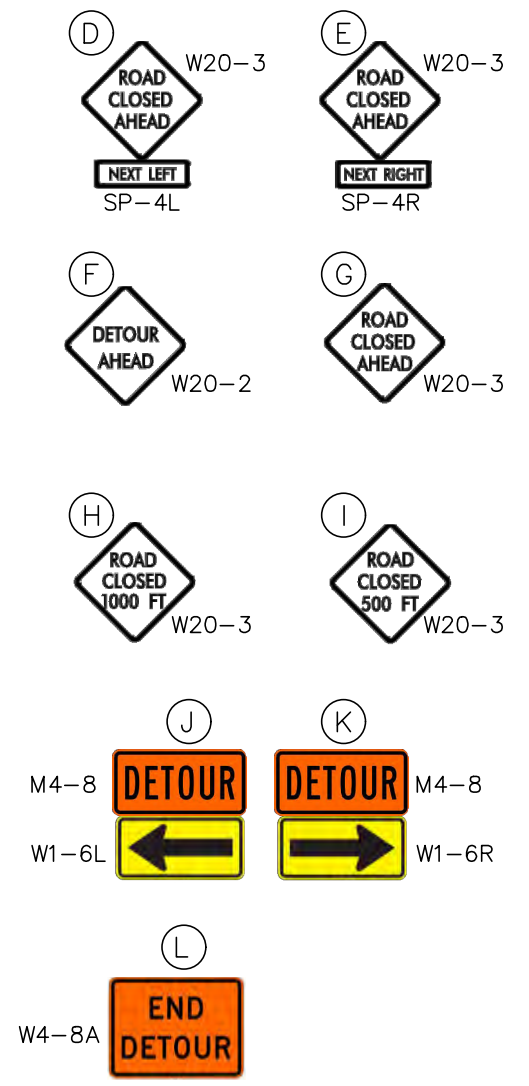 D
E
ROAD
CLOSED
AHEAD
W20-3
NEXT LEFT
SP-4L
ROAD
CLOSED
AHEAD
W20-3
NEXT RIGHT
SP-4R
F
G
DETOUR
AHEAD
W20-2
ROAD
CLOSED
AHEAD
W20-3
H
I
ROAD
CLOSED
1000 FT
W20-3
ROAD
CLOSED
500 FT
W20-3
J
K
M4-8
DETOUR
DETOUR
M4-8
W1-6L
W1-6R
L
W4-8A
END
DETOUR